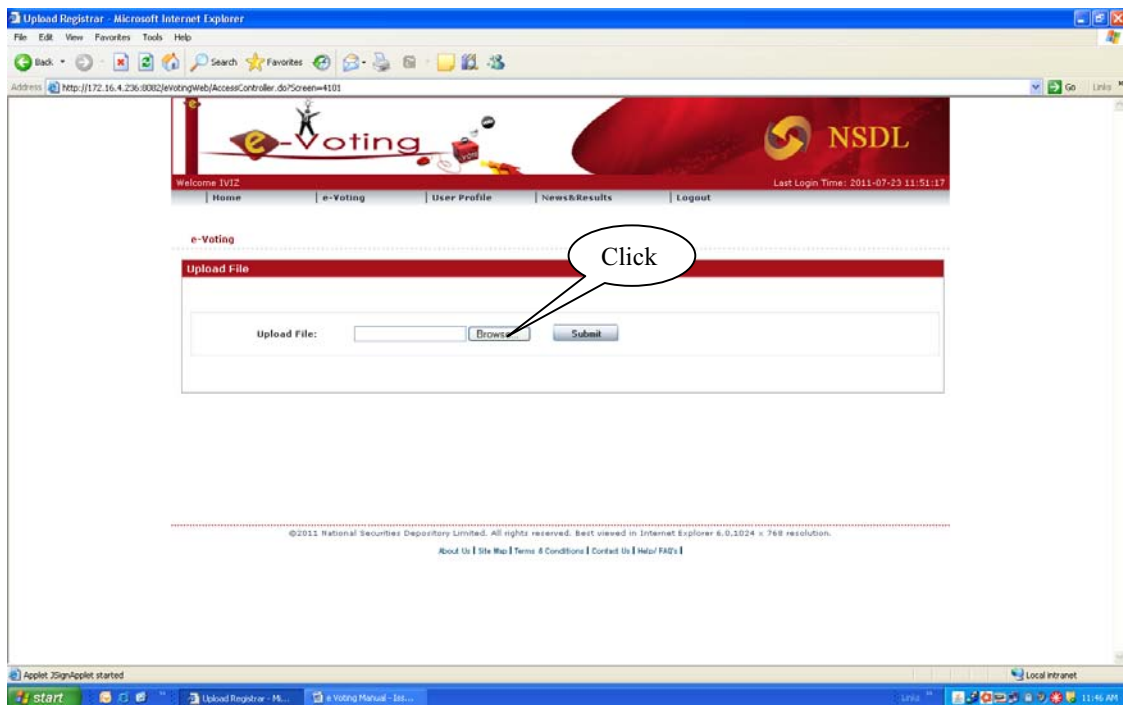 Upload Registrar - Microsoft Internet Explorer
File Edit View Favorites Tools Help
Back Search Favorites
Address http://172.16.4.236:8082/eVotingWeb/AccessController.do?Screen=4101 Go Links
e-Voting NSDL
Welcome IVIZ Last Login Time: 2011-07-23 11:51:17
Home e-Voting User Profile News&Results Logout
e-Voting
Click
Upload File
Upload File: Browse Submit
©2011 National Securities Depository Limited. All rights reserved. Best viewed in Internet Explorer 6.0,1024 x 768 resolution.
About Us | Site Map | Terms & Conditions | Contact Us | Help/ FAQ's |
Applet JSignApplet started Local intranet
start Upload Registrar - Mi... e Voting Manual - Iss... Links 11:46 AM